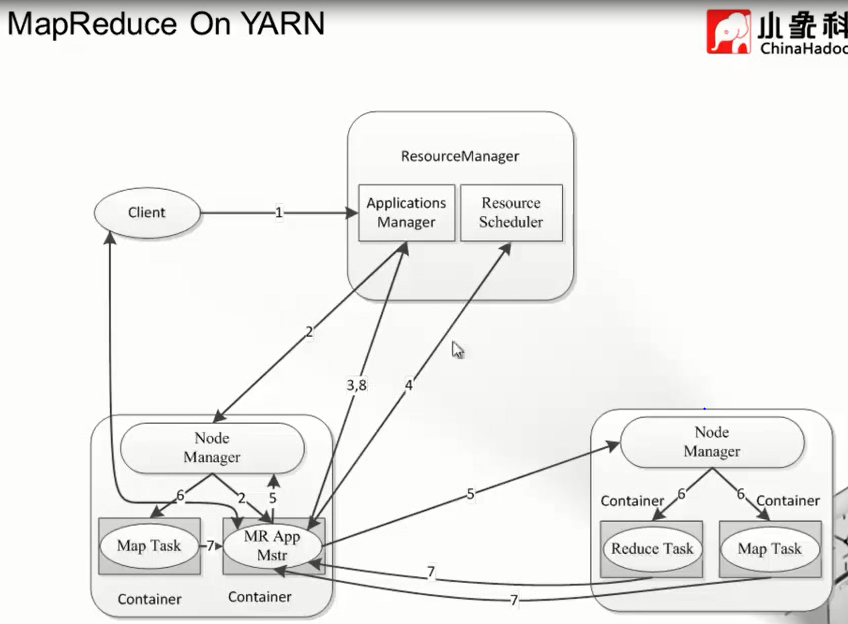 MapReduce On YARN
小象科
ChinaHadoo
ResourceManager
Applications
Manager
Resource
Scheduler
Client
1
2
3,8
4
Node
Manager
6
2
5
Map Task
7
MR App
Mstr
Container
Container
5
7
7
Node
Manager
Container
6
6
Container
Reduce Task
Map Task